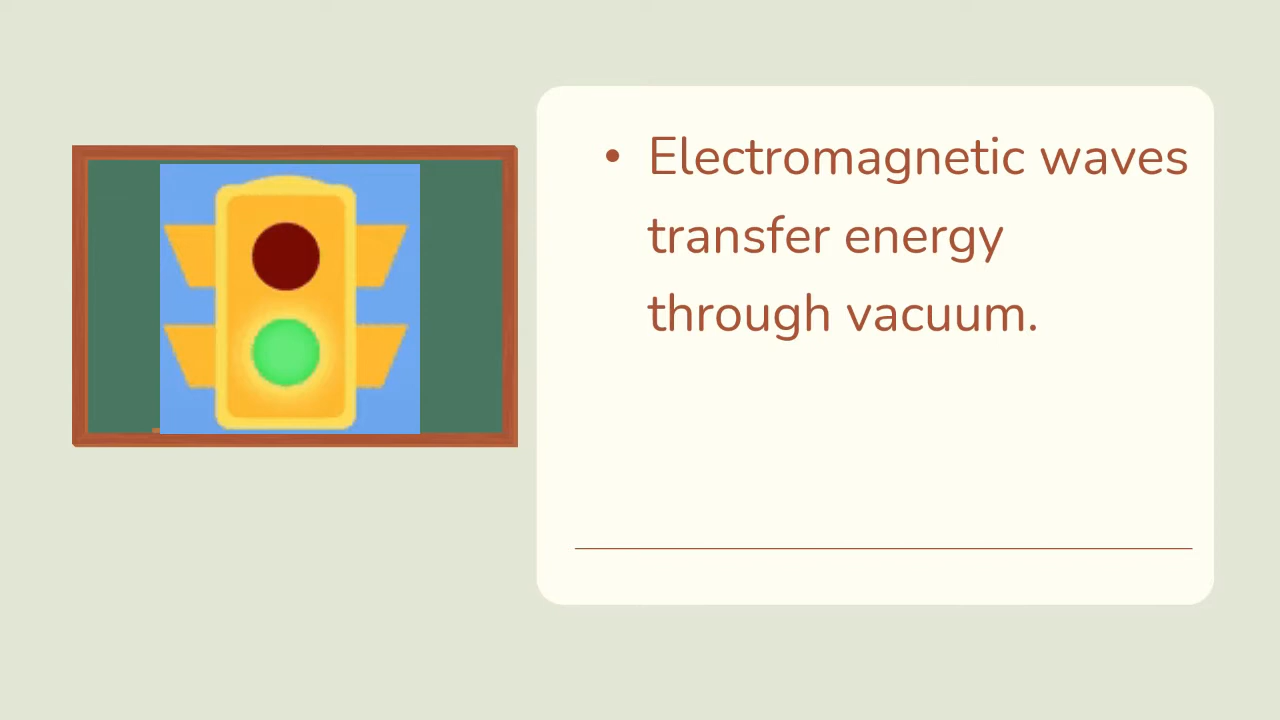 • Electromagnetic waves
transfer energy
through vacuum.